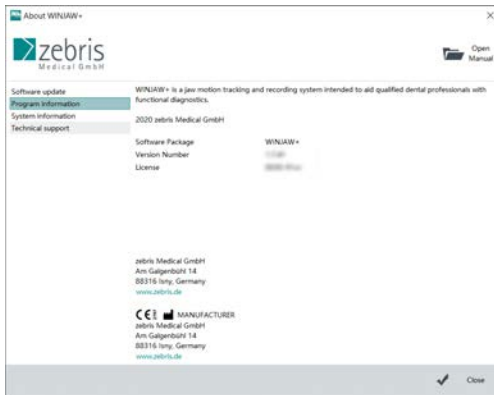 About WINJAW+
zebris
Medical GmbH
Open
Manual
Software update
Program information
System information
Technical support
WINJAW+ is a jaw motion tracking and recording system intended to aid qualified dental professionals with
functional diagnostics.
2020 zebris Medical GmbH
Software Package WINJAW+
Version Number
License
zebris Medical GmbH
Am Galgenbühl 14
88316 Isny, Germany
www.zebris.de
CE MANUFACTURER
zebris Medical GmbH
Am Galgenbühl 14
88316 Isny, Germany
www.zebris.de
Close